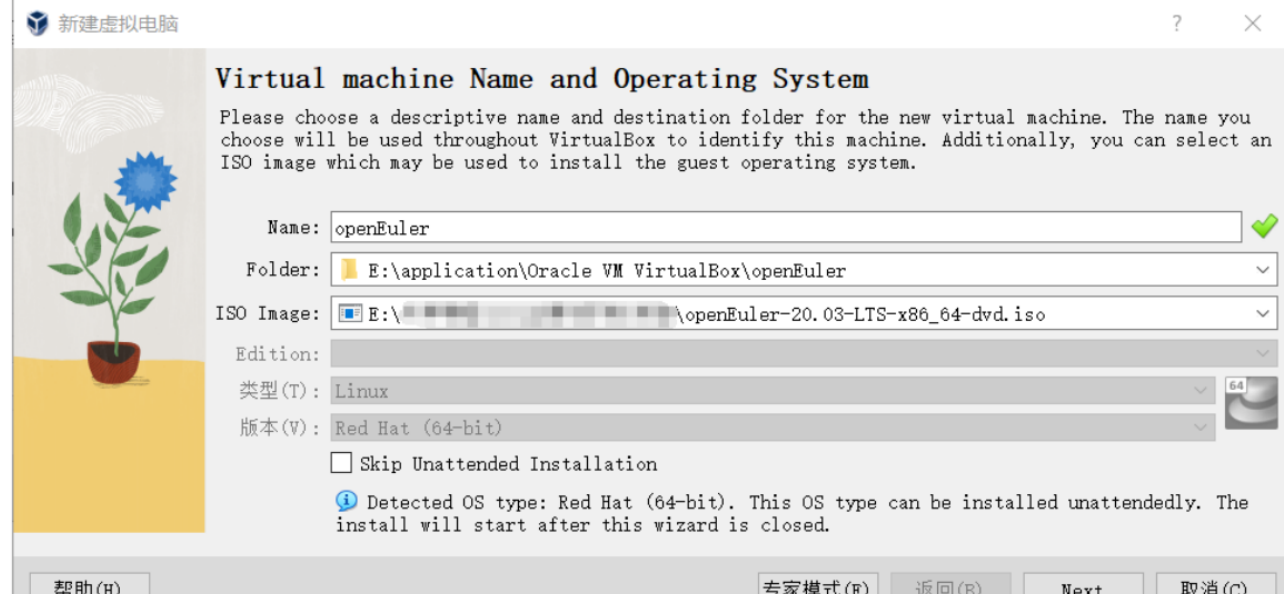 新建虚拟电脑
?
Virtual machine Name and Operating System
Please choose a descriptive name and destination folder for the new virtual machine. The name you
choose will be used throughout VirtualBox to identify this machine. Additionally, you can select an
ISO image which may be used to install the guest operating system.
Name: openEuler
Folder: E:\application\Oracle VM VirtualBox\openEuler
ISO Image: E:\ \openEuler-20.03-LTS-x86_64-dvd.iso
Edition:
类型(T): Linux
64
版本(V): Red Hat (64-bit)
Skip Unattended Installation
Detected OS type: Red Hat (64-bit). This OS type can be installed unattendedly. The
install will start after this wizard is closed.
帮助(H) 专家模式(E) 返回(B) Next 取消(C)